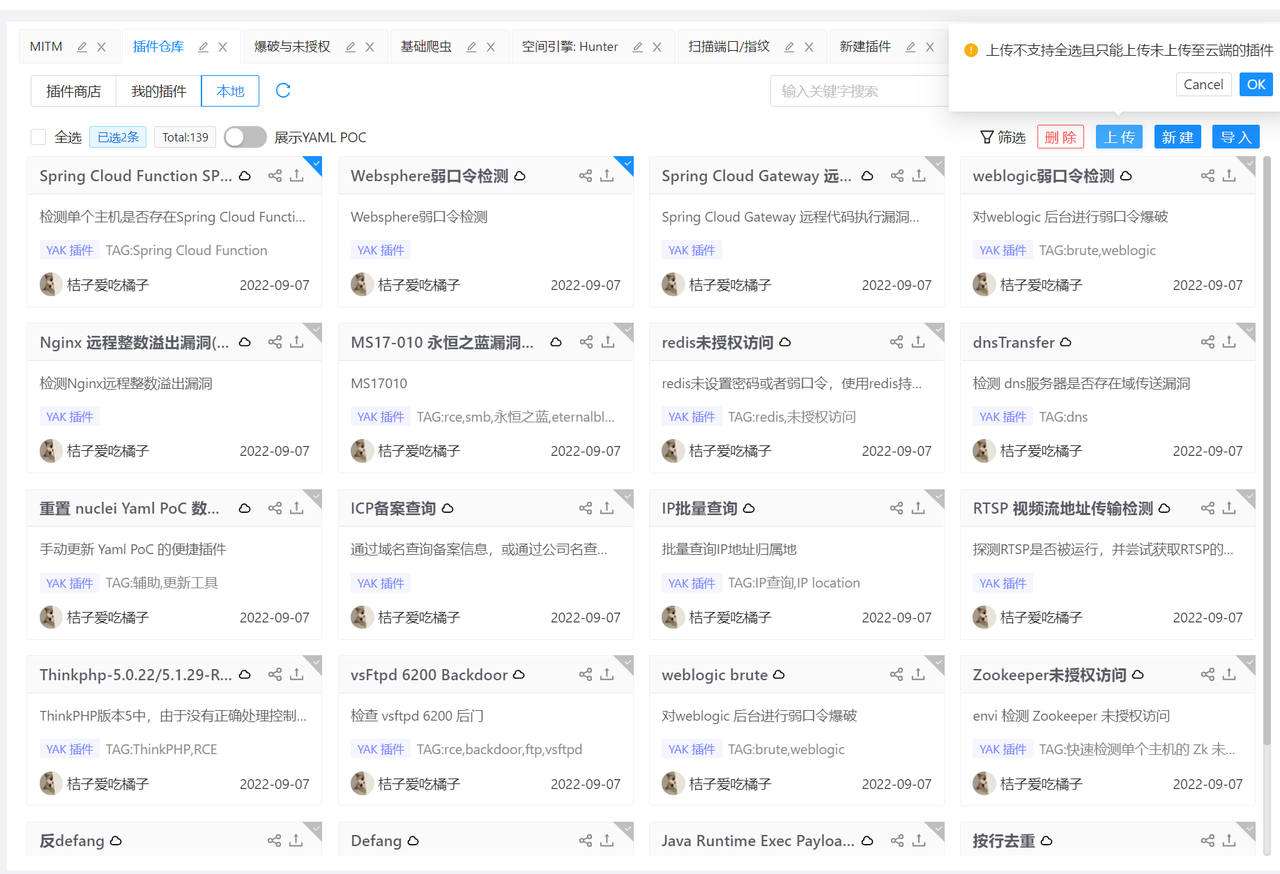 MITM
插件仓库
爆破与未授权
基础爬虫
空间引擎: Hunter
扫描端口/指纹
新建插件
上传不支持全选且只能上传未上传至云端的插件
Cancel
OK
插件商店
我的插件
本地
输入关键字搜索
全选
已选2条
Total:139
展示YAML POC
筛选
删 除
上 传
新 建
导 入
Spring Cloud Function SP...
检测单个主机是否存在Spring Cloud Functi...
YAK 插件 TAG:Spring Cloud Function
桔子爱吃橘子 2022-09-07
Websphere弱口令检测
Websphere弱口令检测
YAK 插件
桔子爱吃橘子 2022-09-07
Spring Cloud Gateway 远...
Spring Cloud Gateway 远程代码执行漏洞...
YAK 插件
桔子爱吃橘子 2022-09-07
weblogic弱口令检测
对weblogic 后台进行弱口令爆破
YAK 插件 TAG:brute,weblogic
桔子爱吃橘子 2022-09-07
Nginx 远程整数溢出漏洞(...
检测Nginx远程整数溢出漏洞
YAK 插件
桔子爱吃橘子 2022-09-07
MS17-010 永恒之蓝漏洞...
MS17010
YAK 插件 TAG:rce,smb,永恒之蓝,eternalbl...
桔子爱吃橘子 2022-09-07
redis未授权访问
redis未设置密码或者弱口令，使用redis持...
YAK 插件 TAG:redis,未授权访问
桔子爱吃橘子 2022-09-07
dnsTransfer
检测 dns服务器是否存在域传送漏洞
YAK 插件 TAG:dns
桔子爱吃橘子 2022-09-07
重置 nuclei Yaml PoC 数...
手动更新 Yaml PoC 的便捷插件
YAK 插件 TAG:辅助,更新工具
桔子爱吃橘子 2022-09-07
ICP备案查询
通过域名查询备案信息，或通过公司名查...
YAK 插件
桔子爱吃橘子 2022-09-07
IP批量查询
批量查询IP地址归属地
YAK 插件 TAG:IP查询,IP location
桔子爱吃橘子 2022-09-07
RTSP 视频流地址传输检测
探测RTSP是否被运行，并尝试获取RTSP的...
YAK 插件
桔子爱吃橘子 2022-09-07
Thinkphp-5.0.22/5.1.29-R...
ThinkPHP版本5中，由于没有正确处理控制...
YAK 插件 TAG:ThinkPHP,RCE
桔子爱吃橘子 2022-09-07
vsFtpd 6200 Backdoor
检查 vsftpd 6200 后门
YAK 插件 TAG:rce,backdoor,ftp,vsftpd
桔子爱吃橘子 2022-09-07
weblogic brute
对weblogic 后台进行弱口令爆破
YAK 插件 TAG:brute,weblogic
桔子爱吃橘子 2022-09-07
Zookeeper未授权访问
envi 检测 Zookeeper 未授权访问
YAK 插件 TAG:快速检测单个主机的 Zk 未...
桔子爱吃橘子 2022-09-07
反defang
Defang
Java Runtime Exec Payloa...
按行去重